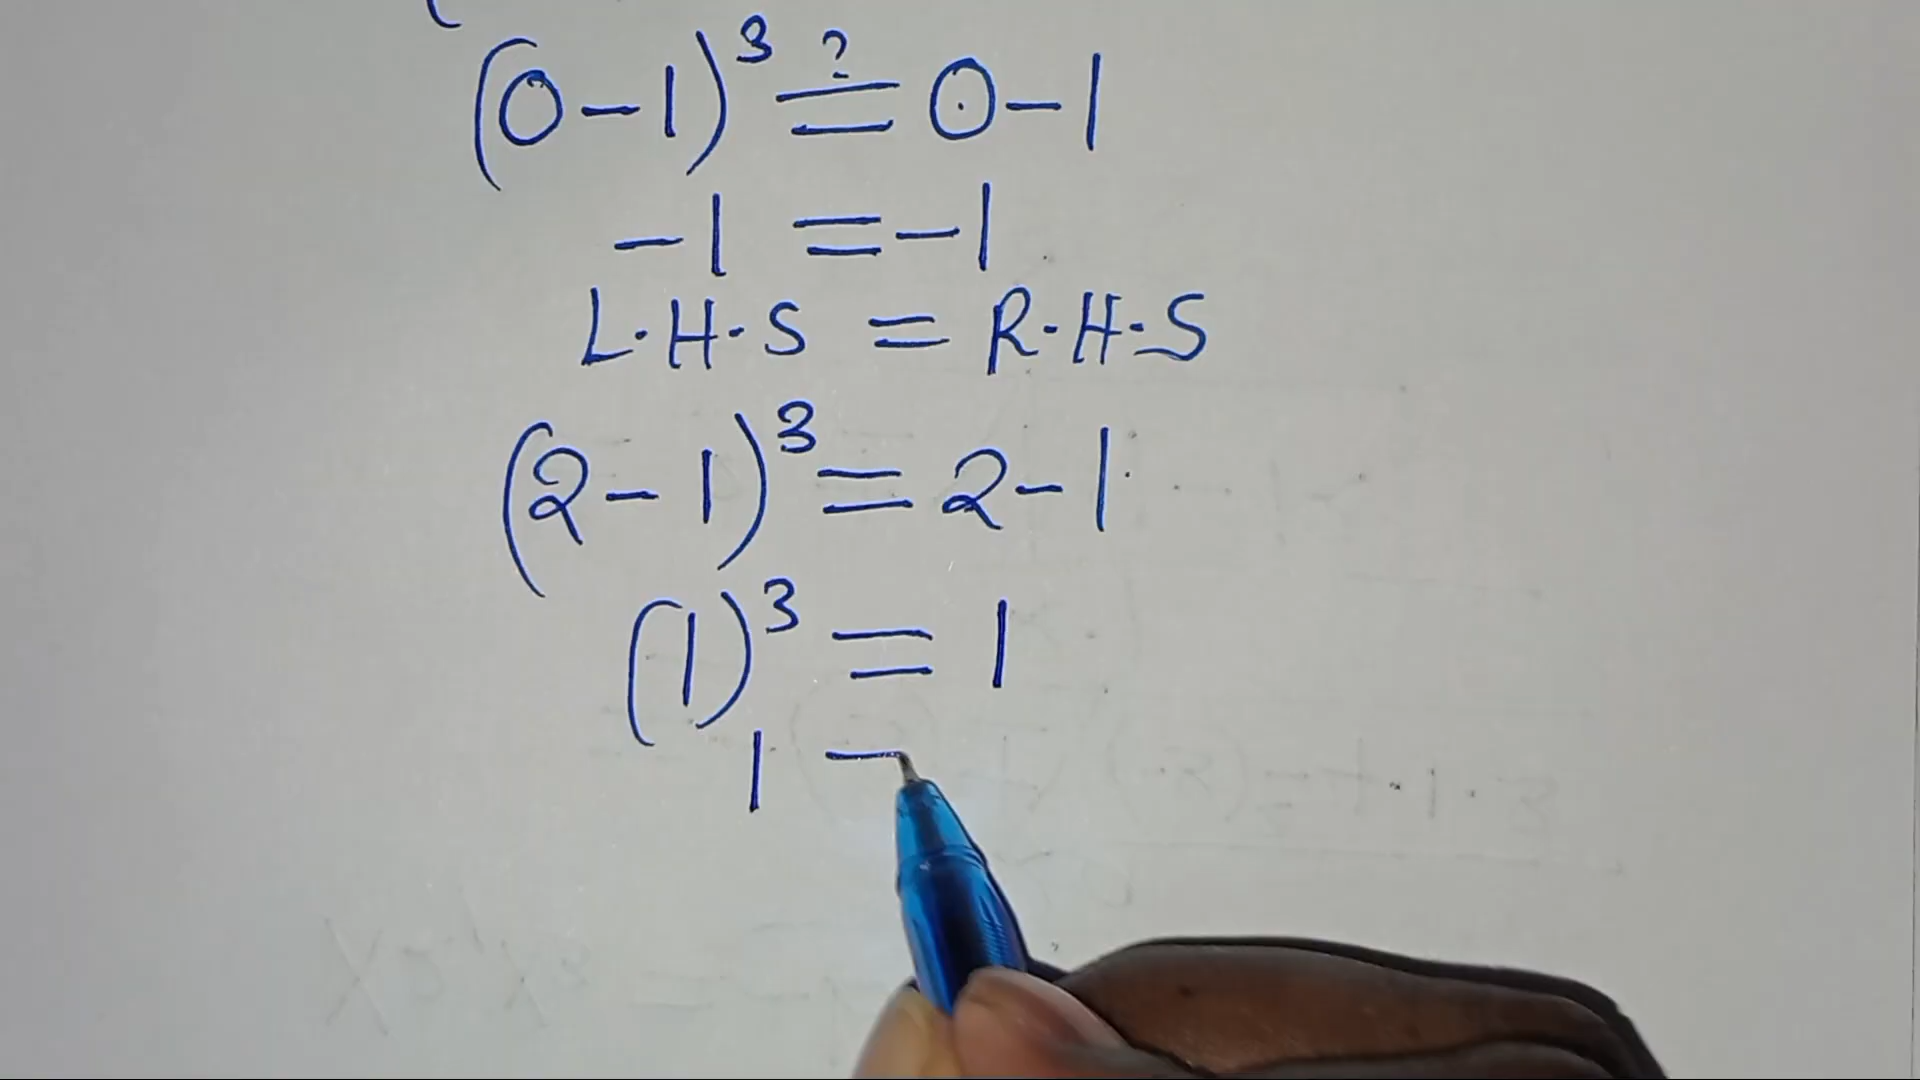 (0-1)³ ≟ 0-1
-1 = -1
L.H.S = R.H.S
(2-1)³ = 2-1
(1)³ = 1
1 -